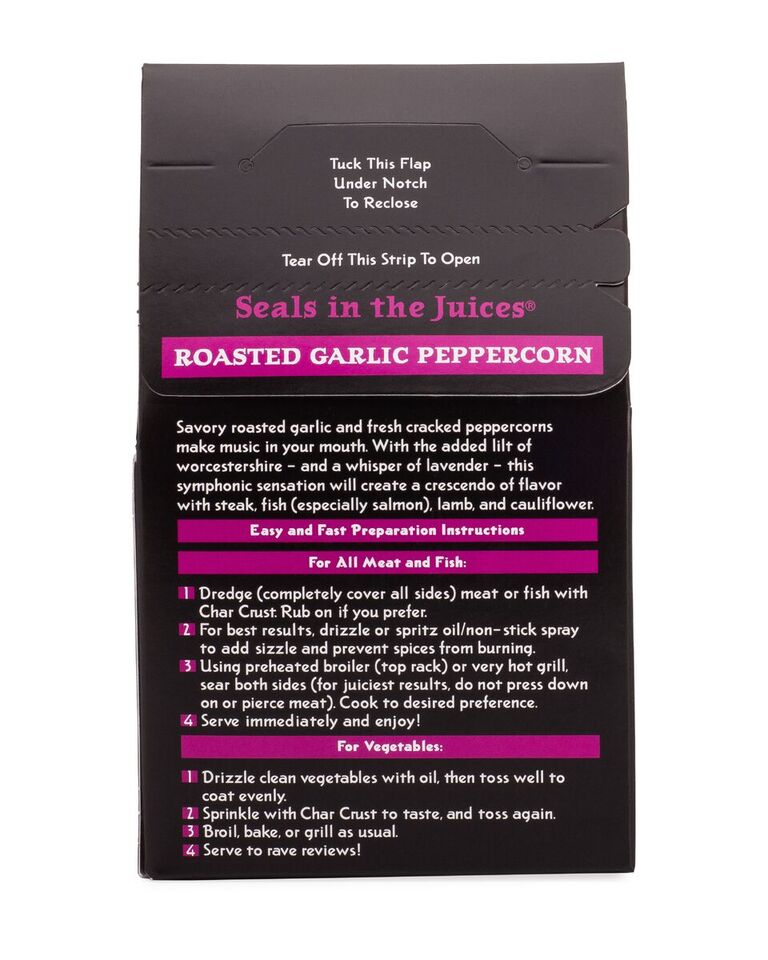 Tuck This Flap
Under Notch
To Reclose
Tear Off This Strip To Open
Seals in the Juices®
ROASTED GARLIC PEPPERCORN
Savory roasted garlic and fresh cracked peppercorns
make music in your mouth. With the added lilt of
worcestershire – and a whisper of lavender – this
symphonic sensation will create a crescendo of flavor
with steak, fish (especially salmon), lamb, and cauliflower.
Easy and Fast Preparation Instructions
For All Meat and Fish:
1 Dredge (completely cover all sides) meat or fish with
Char Crust. Rub on if you prefer.
2 For best results, drizzle or spritz oil/non-stick spray
to add sizzle and prevent spices from burning.
3 Using preheated broiler (top rack) or very hot grill,
sear both sides (for juiciest results, do not press down
on or pierce meat). Cook to desired preference.
4 Serve immediately and enjoy!
For Vegetables:
1 Drizzle clean vegetables with oil, then toss well to
coat evenly.
2 Sprinkle with Char Crust to taste, and toss again.
3 Broil, bake, or grill as usual.
4 Serve to rave reviews!